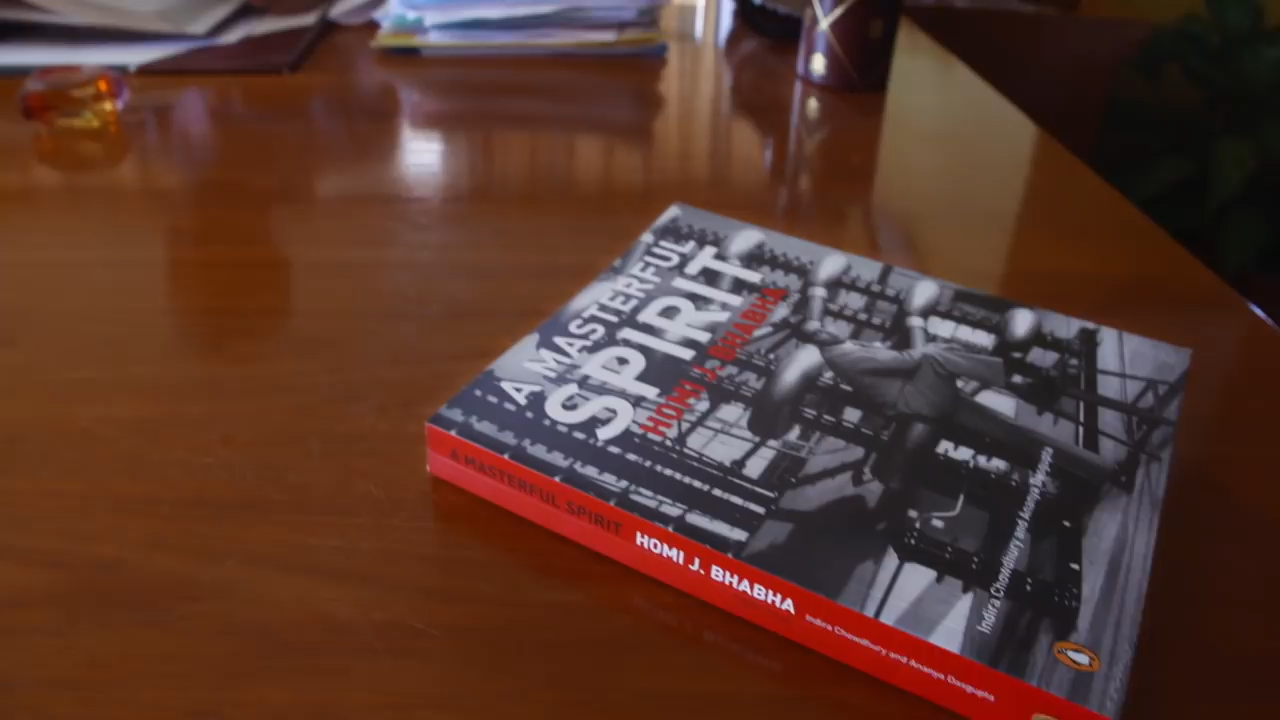 A MASTERFUL
SPIRIT
HOMI J. BHABHA
Indira Chowdhury and Ananya Dasgupta
A MASTERFUL SPIRIT HOMI J. BHABHA Indira Chowdhury and Ananya Dasgupta